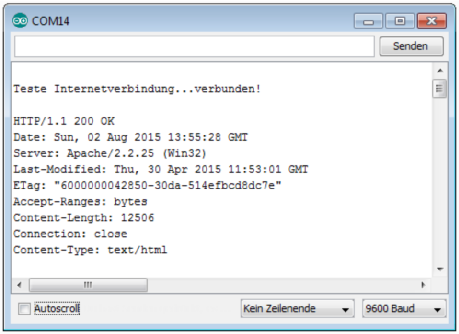 COM14
Senden
Teste Internetverbindung...verbunden!
HTTP/1.1 200 OK
Date: Sun, 02 Aug 2015 13:55:28 GMT
Server: Apache/2.2.25 (Win32)
Last-Modified: Thu, 30 Apr 2015 11:53:01 GMT
ETag: "6000000042850-30da-514efbcd8dc7e"
Accept-Ranges: bytes
Content-Length: 12506
Connection: close
Content-Type: text/html
Autoscroll Kein Zeilenende 9600 Baud